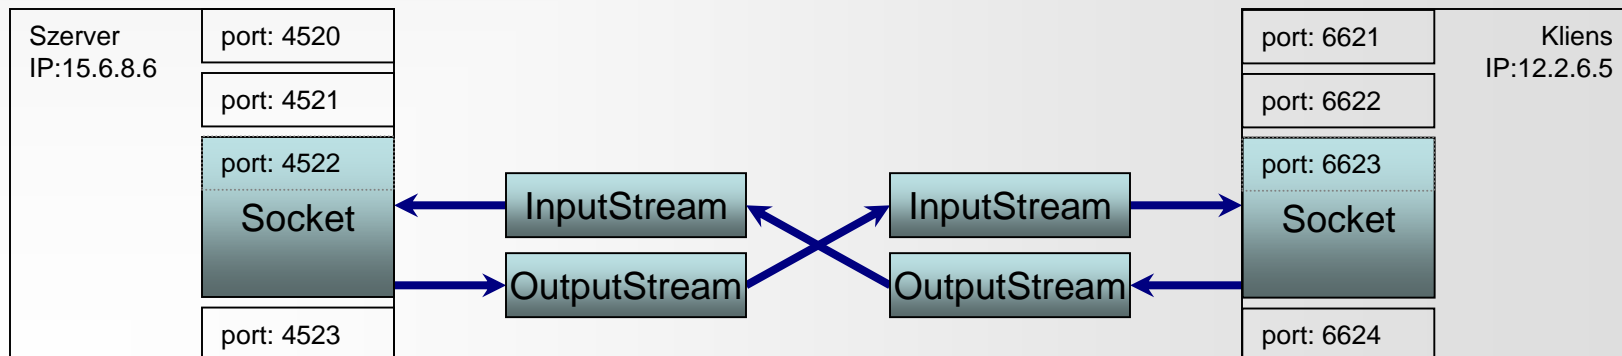 Szerver
IP:15.6.8.6
port: 4520
port: 4521
port: 4522
Socket
port: 4523
InputStream
OutputStream
InputStream
OutputStream
port: 6621
port: 6622
port: 6623
Socket
port: 6624
Kliens
IP:12.2.6.5